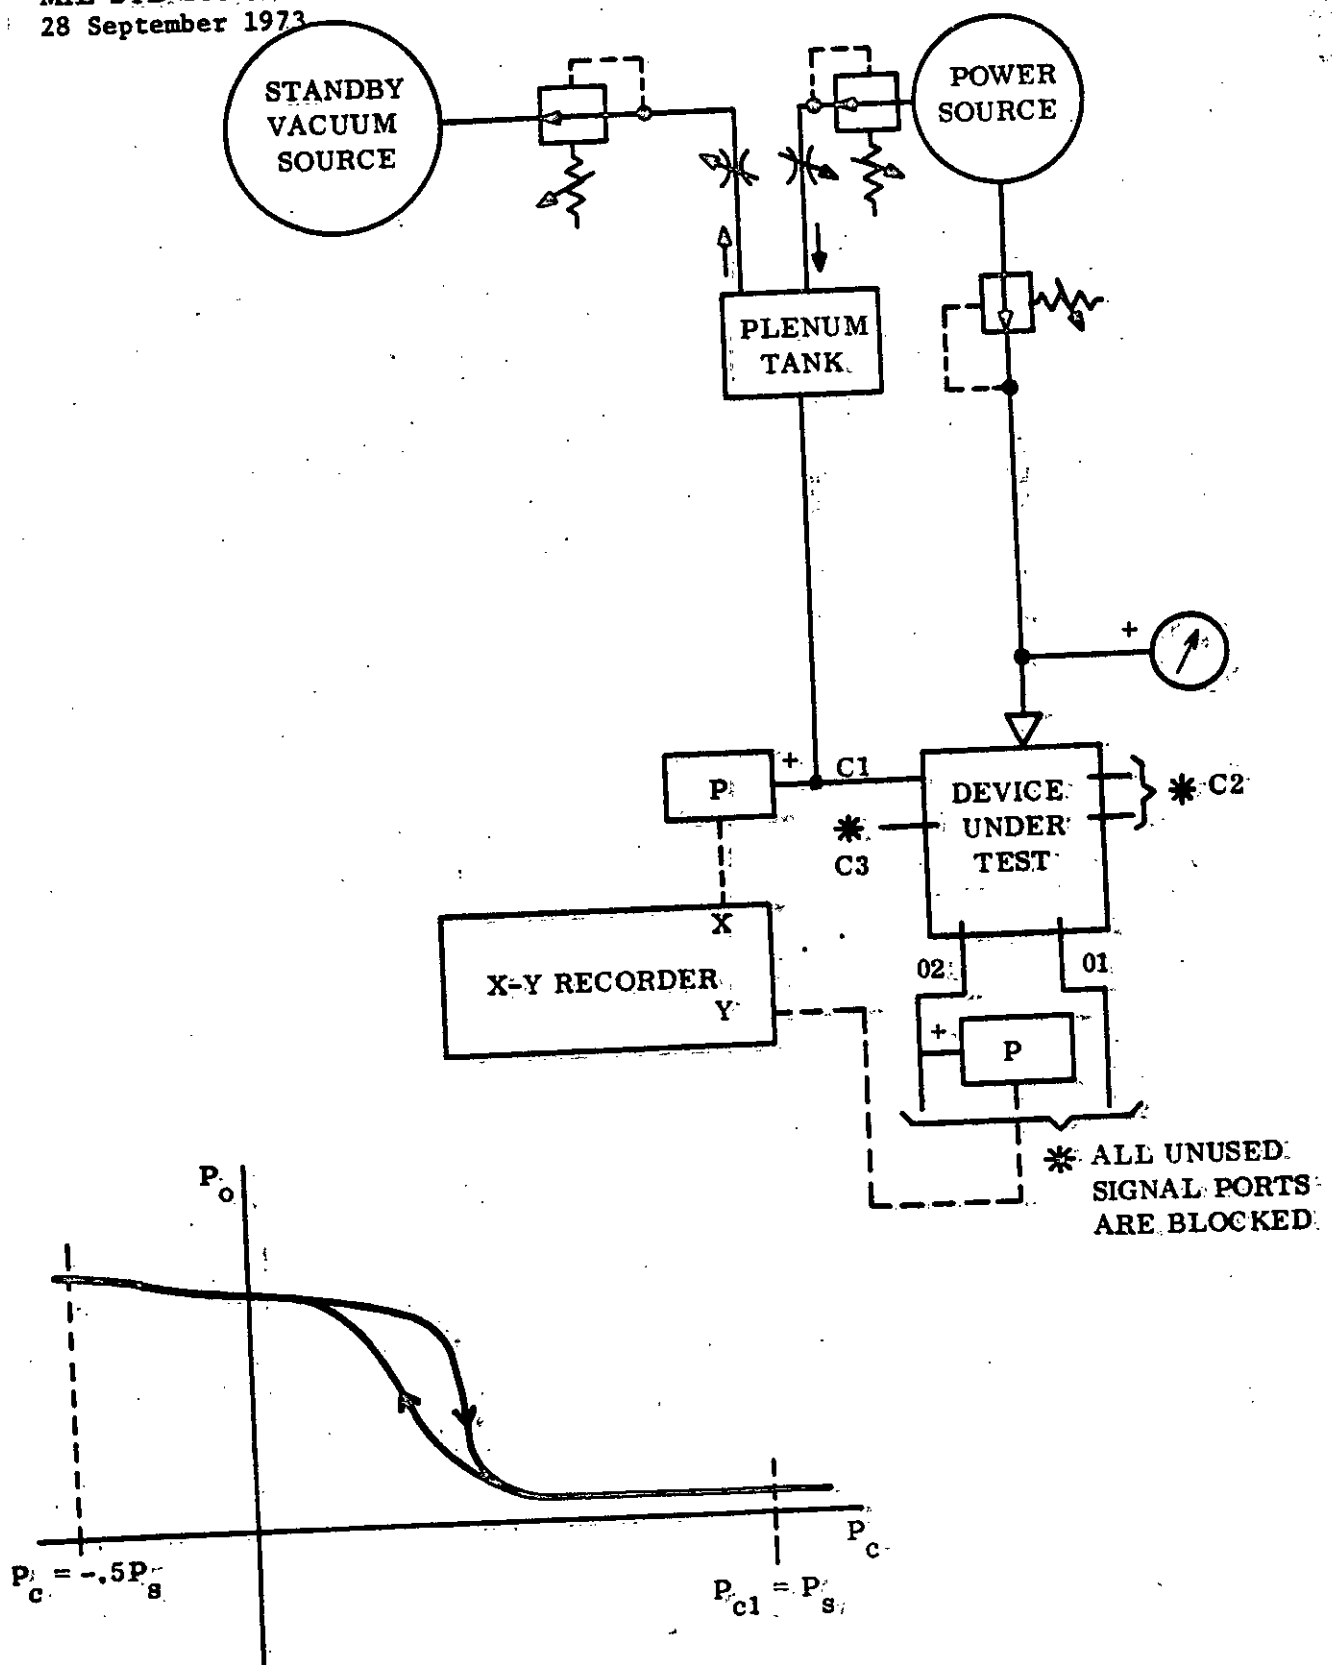 28 September 1973
STANDBY
VACUUM
SOURCE
POWER
SOURCE
PLENUM
TANK
+
+
C1
P
DEVICE
UNDER
TEST
* C2
*
C3
X
X-Y RECORDER
Y
02
01
+
P
* ALL UNUSED
SIGNAL PORTS
ARE BLOCKED
Po
Pc
Pc = -.5Ps
Pc1 = Ps